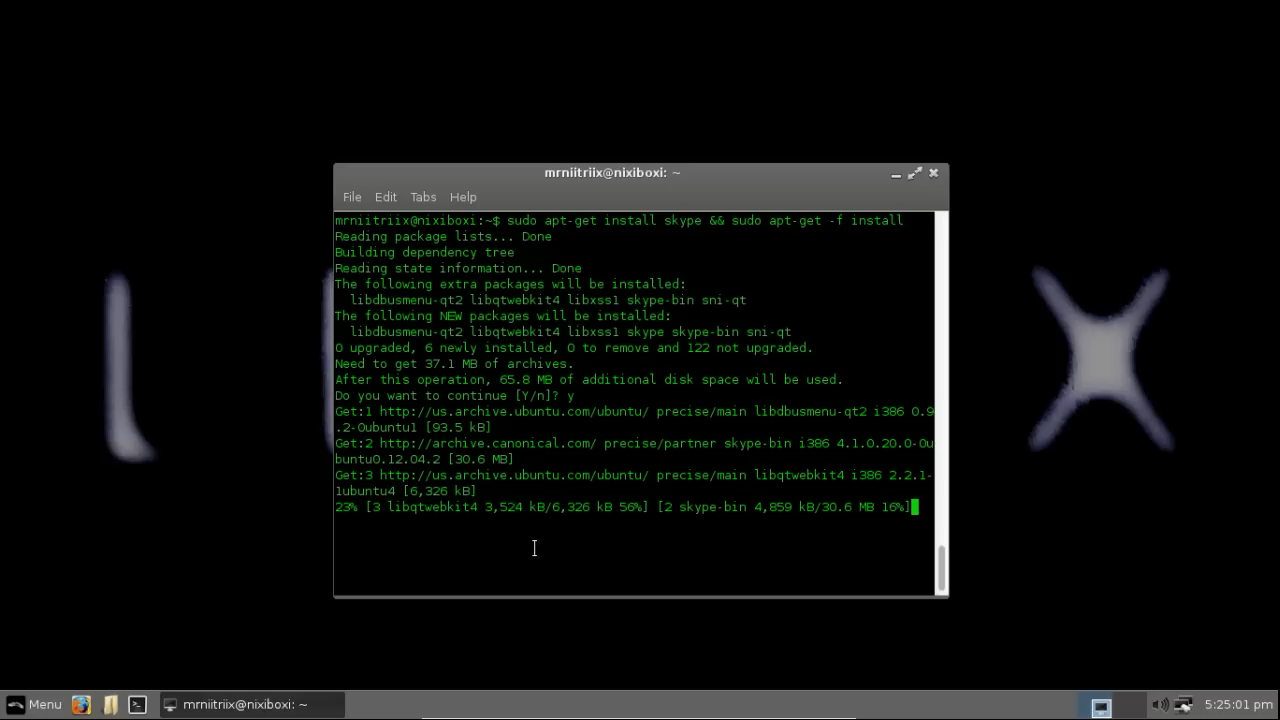 mrniitriix@nixiboxi: ~
File Edit Tabs Help
mrniitriix@nixiboxi:~$ sudo apt-get install skype && sudo apt-get -f install
Reading package lists... Done
Building dependency tree
Reading state information... Done
The following extra packages will be installed:
libdbusmenu-qt2 libqtwebkit4 libxss1 skype-bin sni-qt
The following NEW packages will be installed:
libdbusmenu-qt2 libqtwebkit4 libxss1 skype skype-bin sni-qt
0 upgraded, 6 newly installed, 0 to remove and 122 not upgraded.
Need to get 37.1 MB of archives.
After this operation, 65.8 MB of additional disk space will be used.
Do you want to continue [Y/n]? y
Get:1 http://us.archive.ubuntu.com/ubuntu/ precise/main libdbusmenu-qt2 i386 0.9
.2-0ubuntu1 [93.5 kB]
Get:2 http://archive.canonical.com/ precise/partner skype-bin i386 4.1.0.20.0-0u
buntu0.12.04.2 [30.6 MB]
Get:3 http://us.archive.ubuntu.com/ubuntu/ precise/main libqtwebkit4 i386 2.2.1-
1ubuntu4 [6,326 kB]
23% [3 libqtwebkit4 3,524 kB/6,326 kB 56%] [2 skype-bin 4,859 kB/30.6 MB 16%]
L X
Menu mrniitriix@nixiboxi: ~ 5:25:01 pm